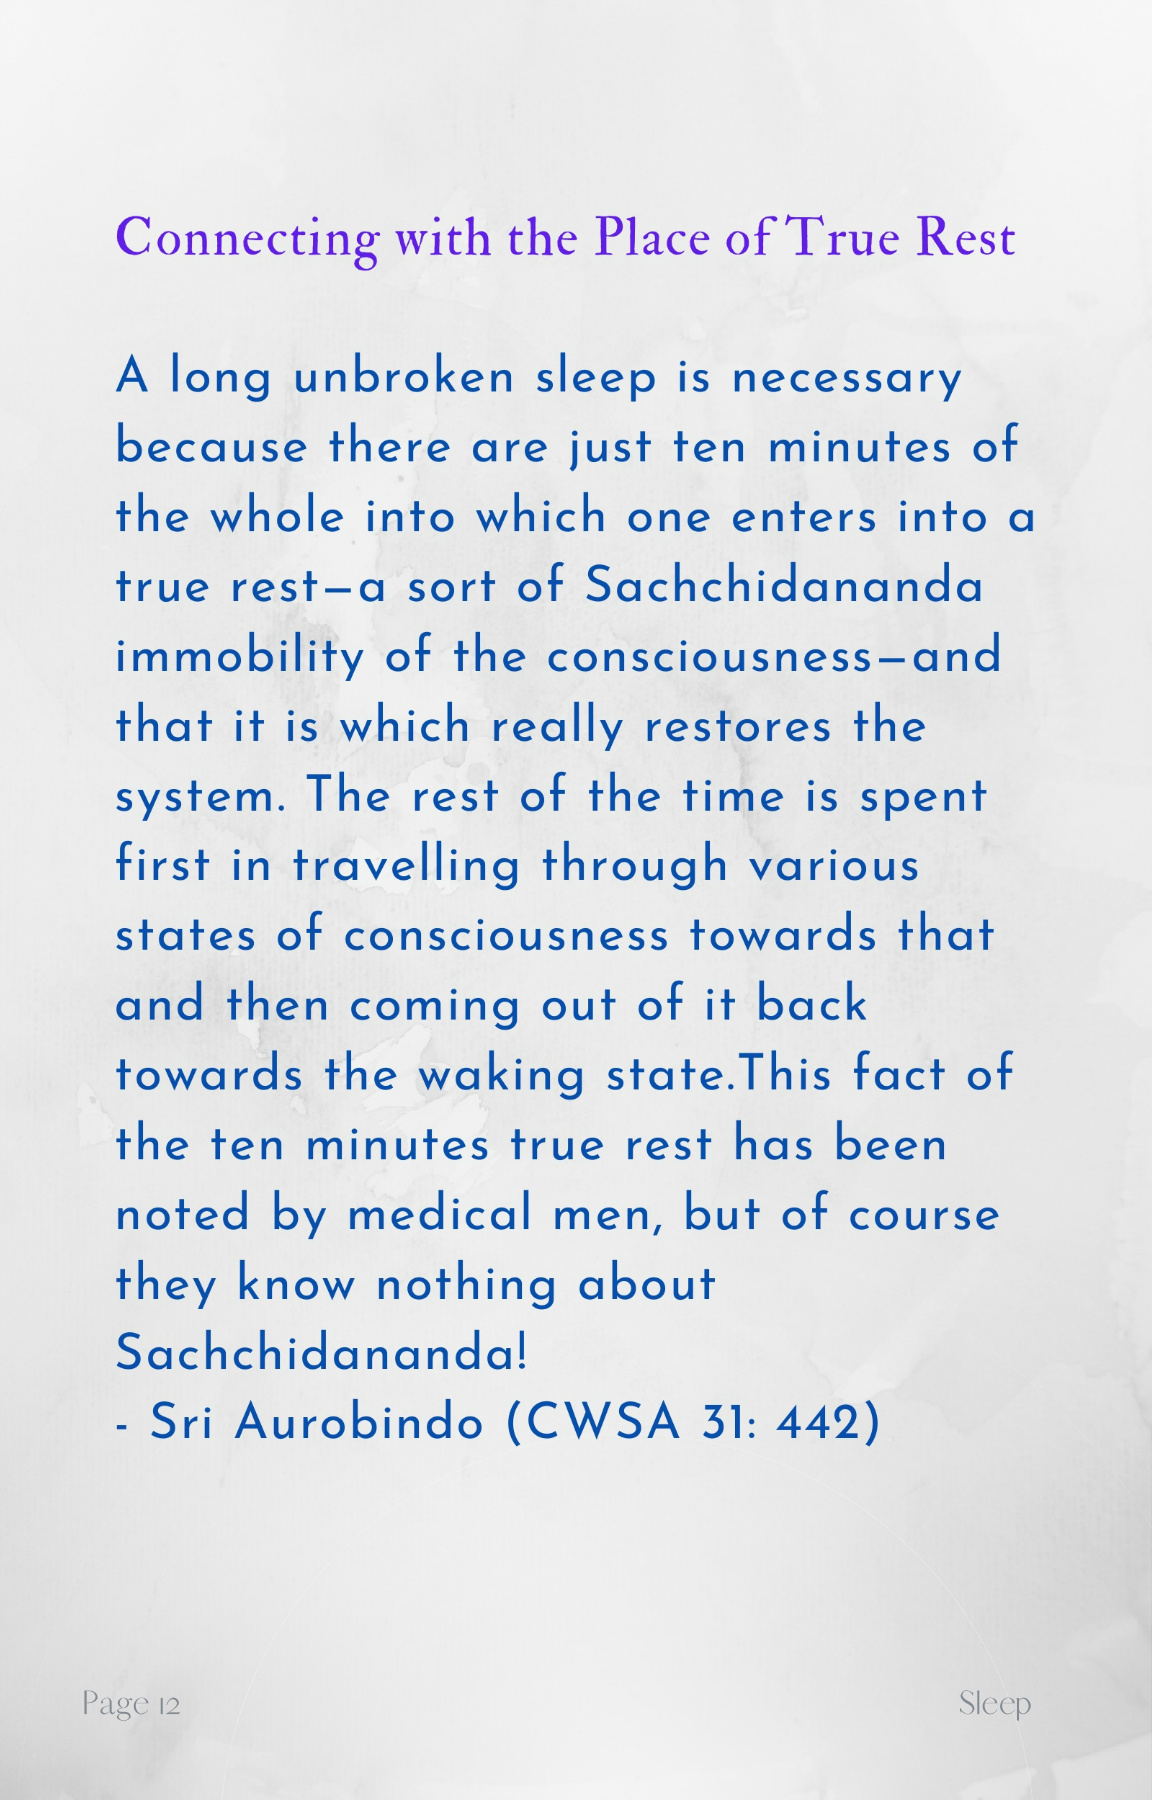 Connecting with the Place of True Rest
A long unbroken sleep is necessary
because there are just ten minutes of
the whole into which one enters into a
true rest—a sort of Sachchidananda
immobility of the consciousness—and
that it is which really restores the
system. The rest of the time is spent
first in travelling through various
states of consciousness towards that
and then coming out of it back
towards the waking state.This fact of
the ten minutes true rest has been
noted by medical men, but of course
they know nothing about
Sachchidananda!
- Sri Aurobindo (CWSA 31: 442)
Page 12
Sleep